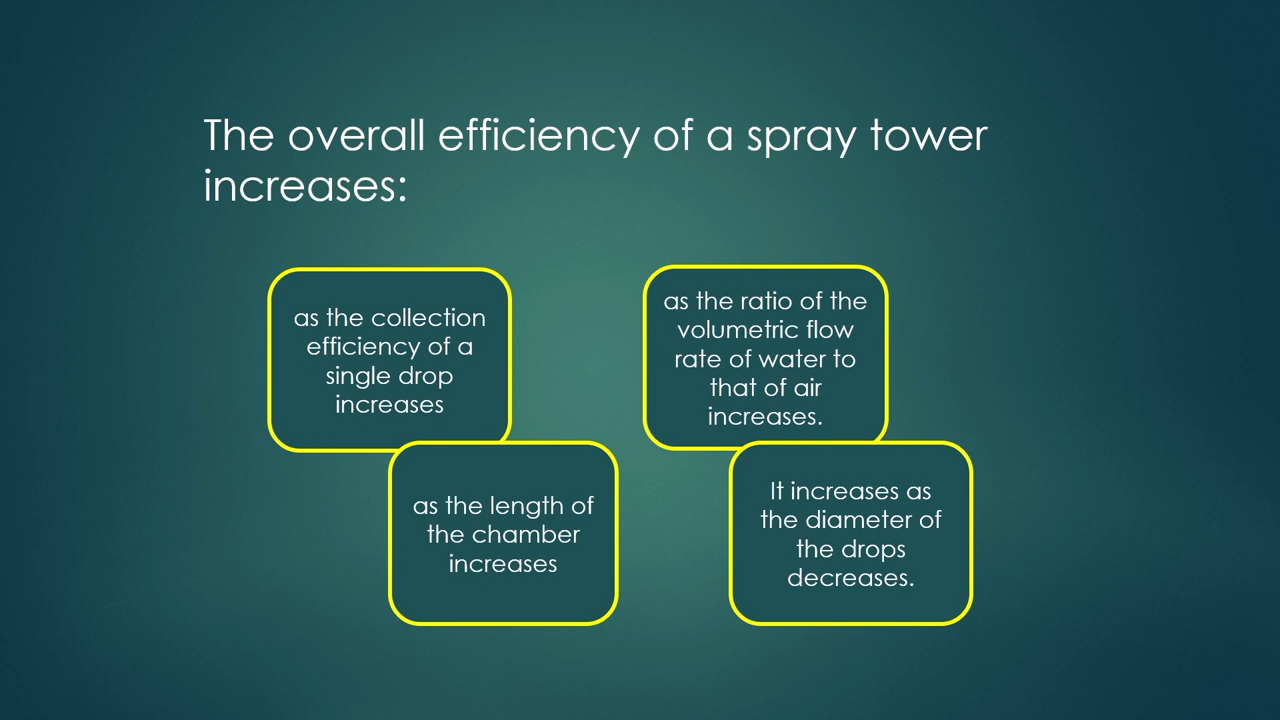 The overall efficiency of a spray tower
increases:
as the collection
efficiency of a
single drop
increases
as the ratio of the
volumetric flow
rate of water to
that of air
increases.
as the length of
the chamber
increases
It increases as
the diameter of
the drops
decreases.